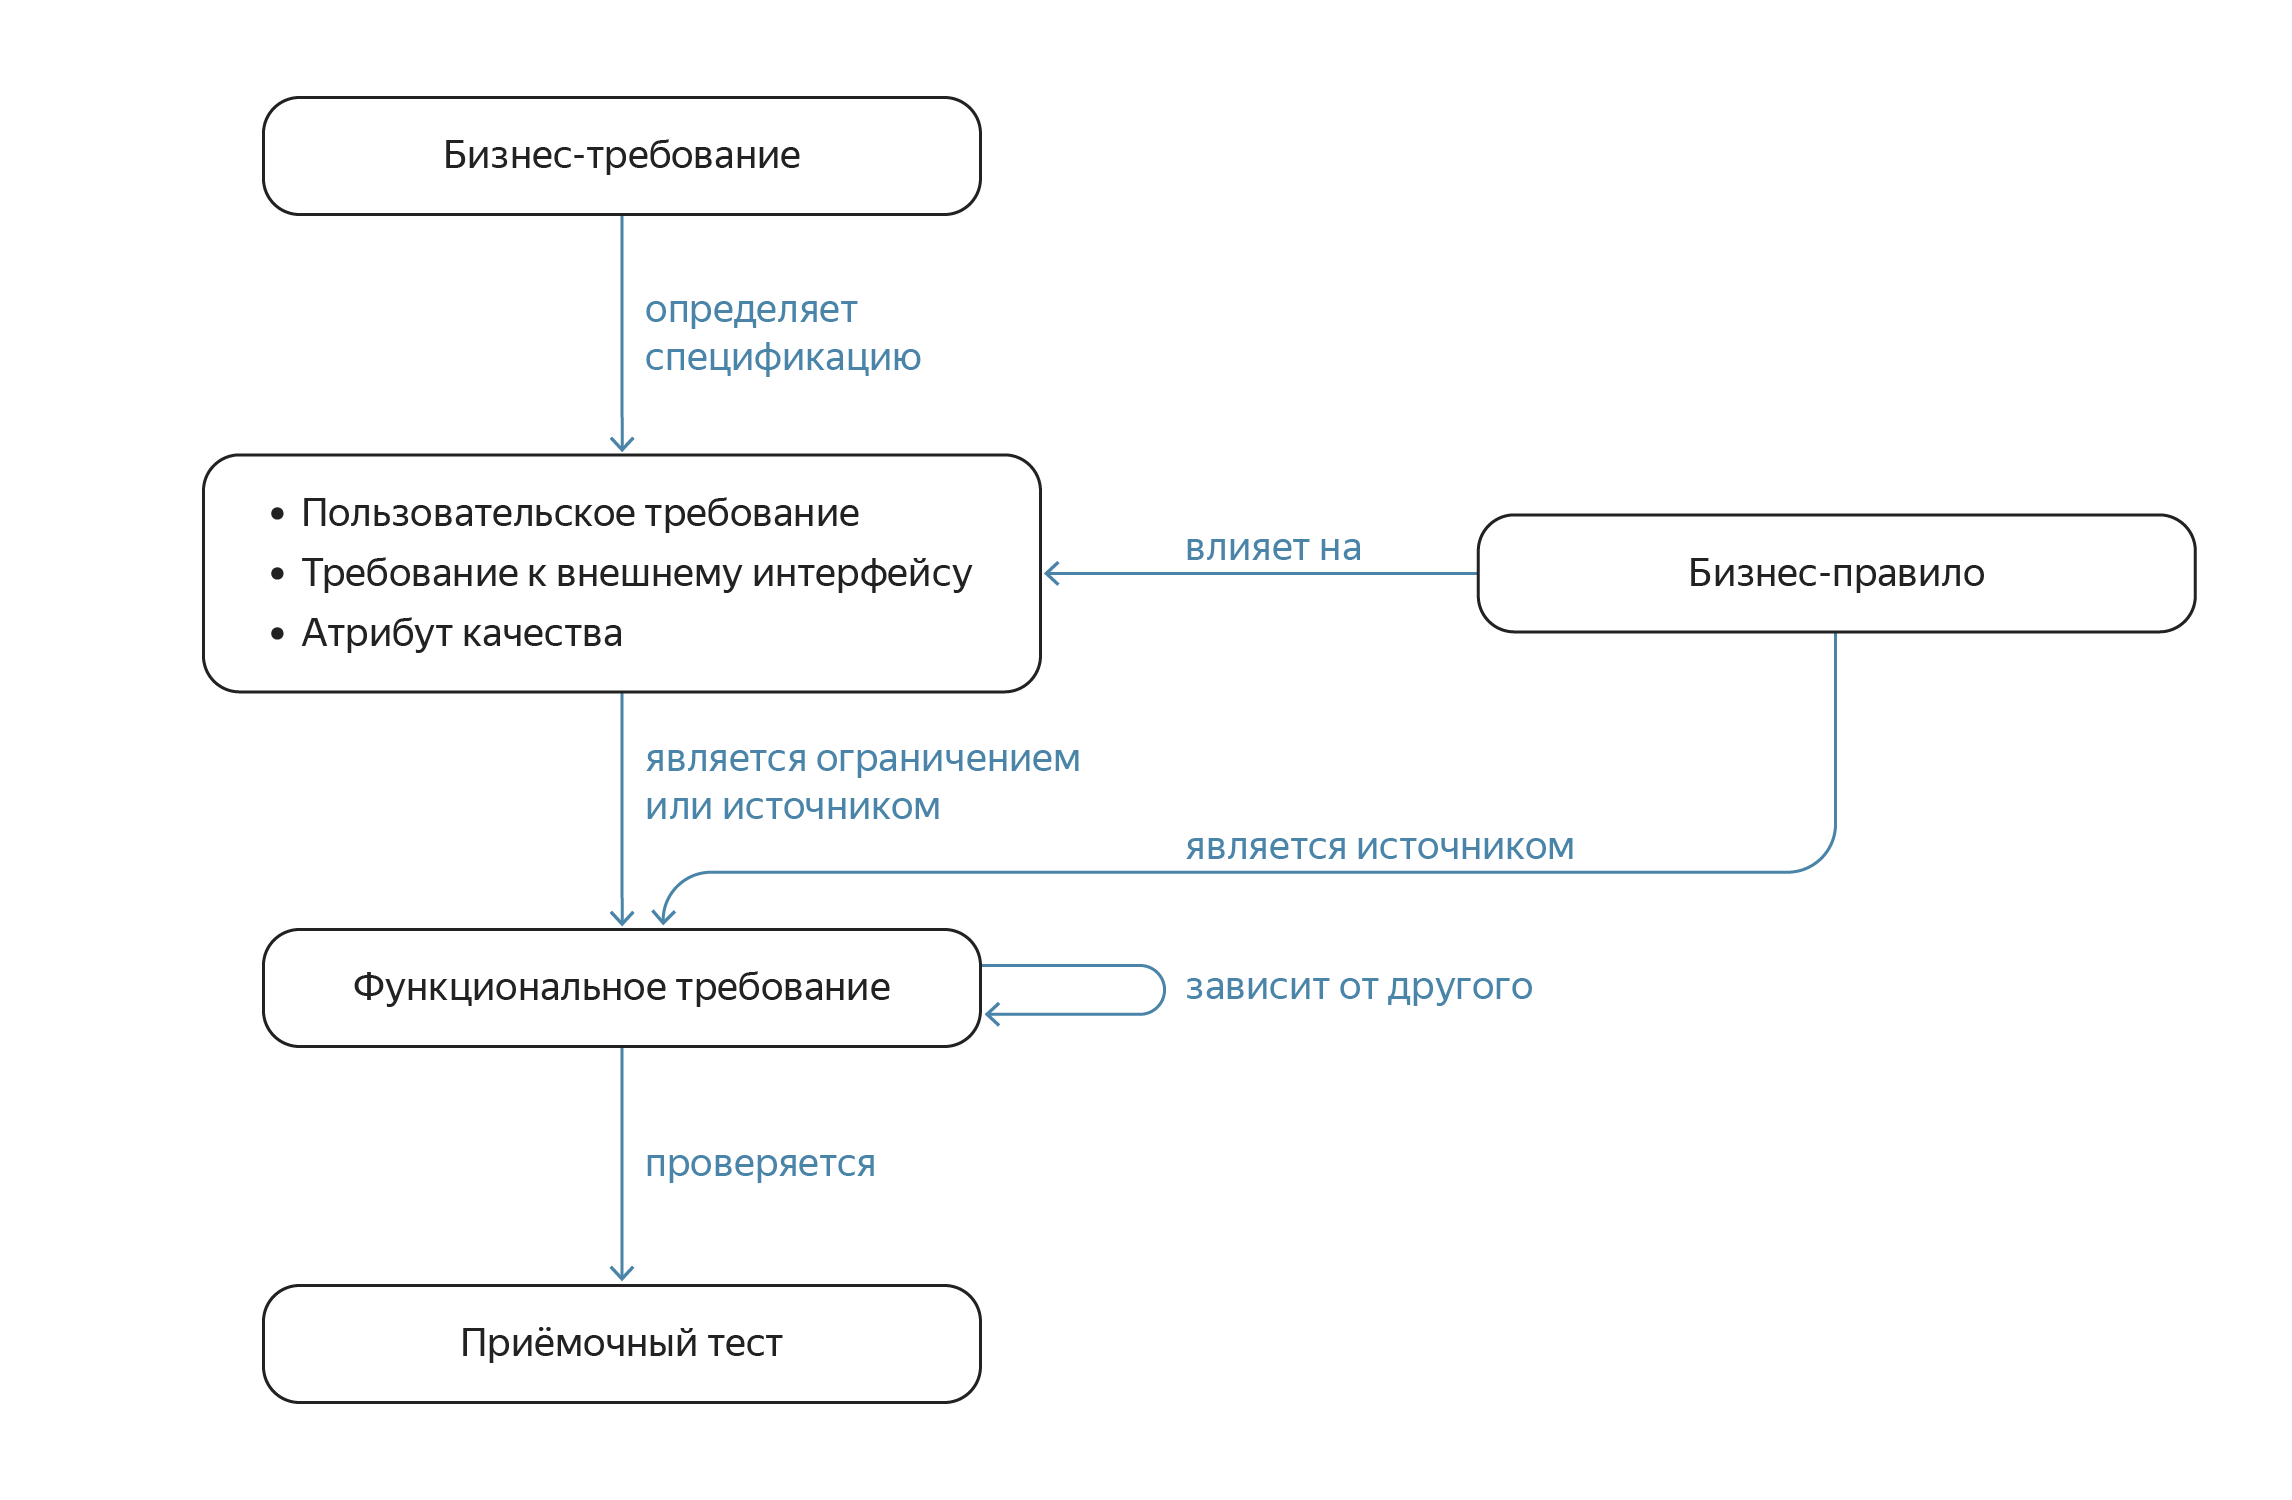 Бизнес-требование
определяет
спецификацию
• Пользовательское требование
• Требование к внешнему интерфейсу
• Атрибут качества
влияет на
Бизнес-правило
является ограничением
или источником
является источником
Функциональное требование
зависит от другого
проверяется
Приёмочный тест